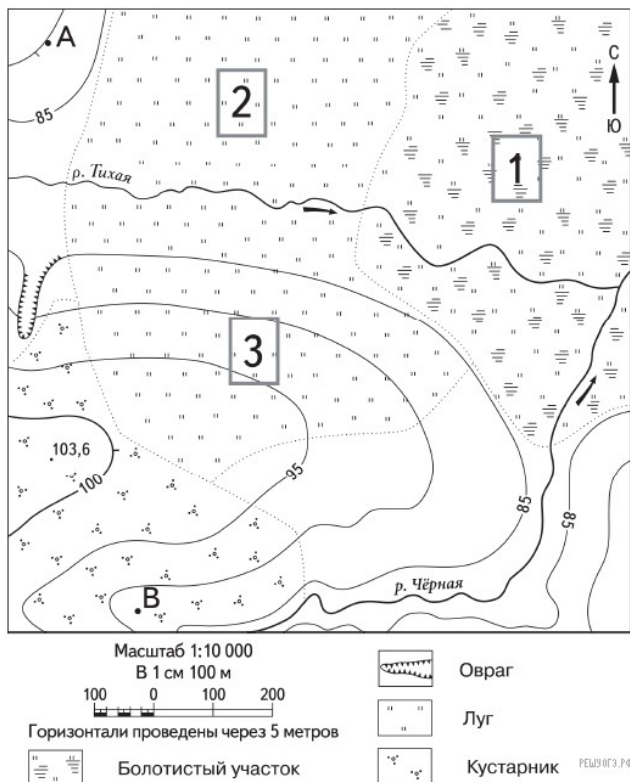 А
С
2
1
Ю
85
р. Тихая
3
103,6
100
95
85
85
В
р. Чёрная
Масштаб 1:10 000
В 1 см 100 м
100 0 100 200
Горизонтали проведены через 5 метров
Болотистый участок
Овраг
Луг
Кустарник
РЕШУОГЭ.РФ